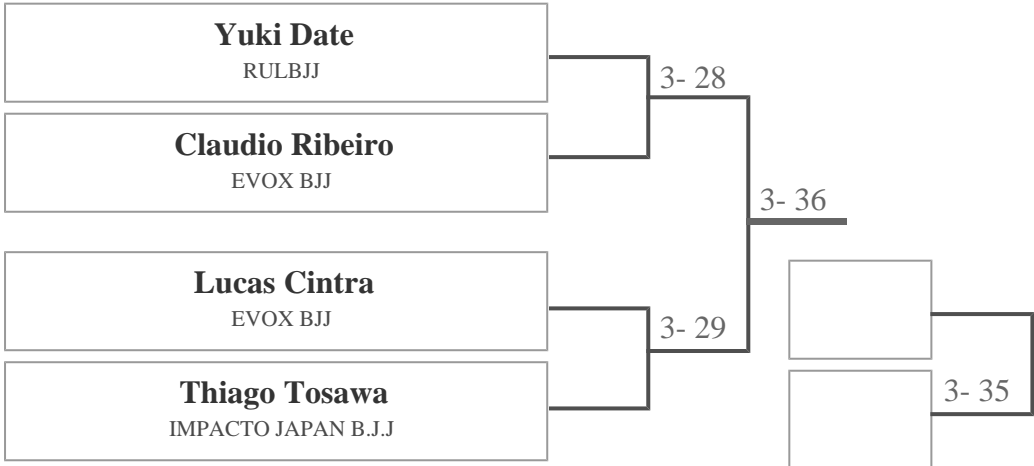 Yuki Date
RULBJJ
3- 28
Claudio Ribeiro
EVOX BJJ
3- 36
Lucas Cintra
EVOX BJJ
3- 29
Thiago Tosawa
IMPACTO JAPAN B.J.J
3- 35